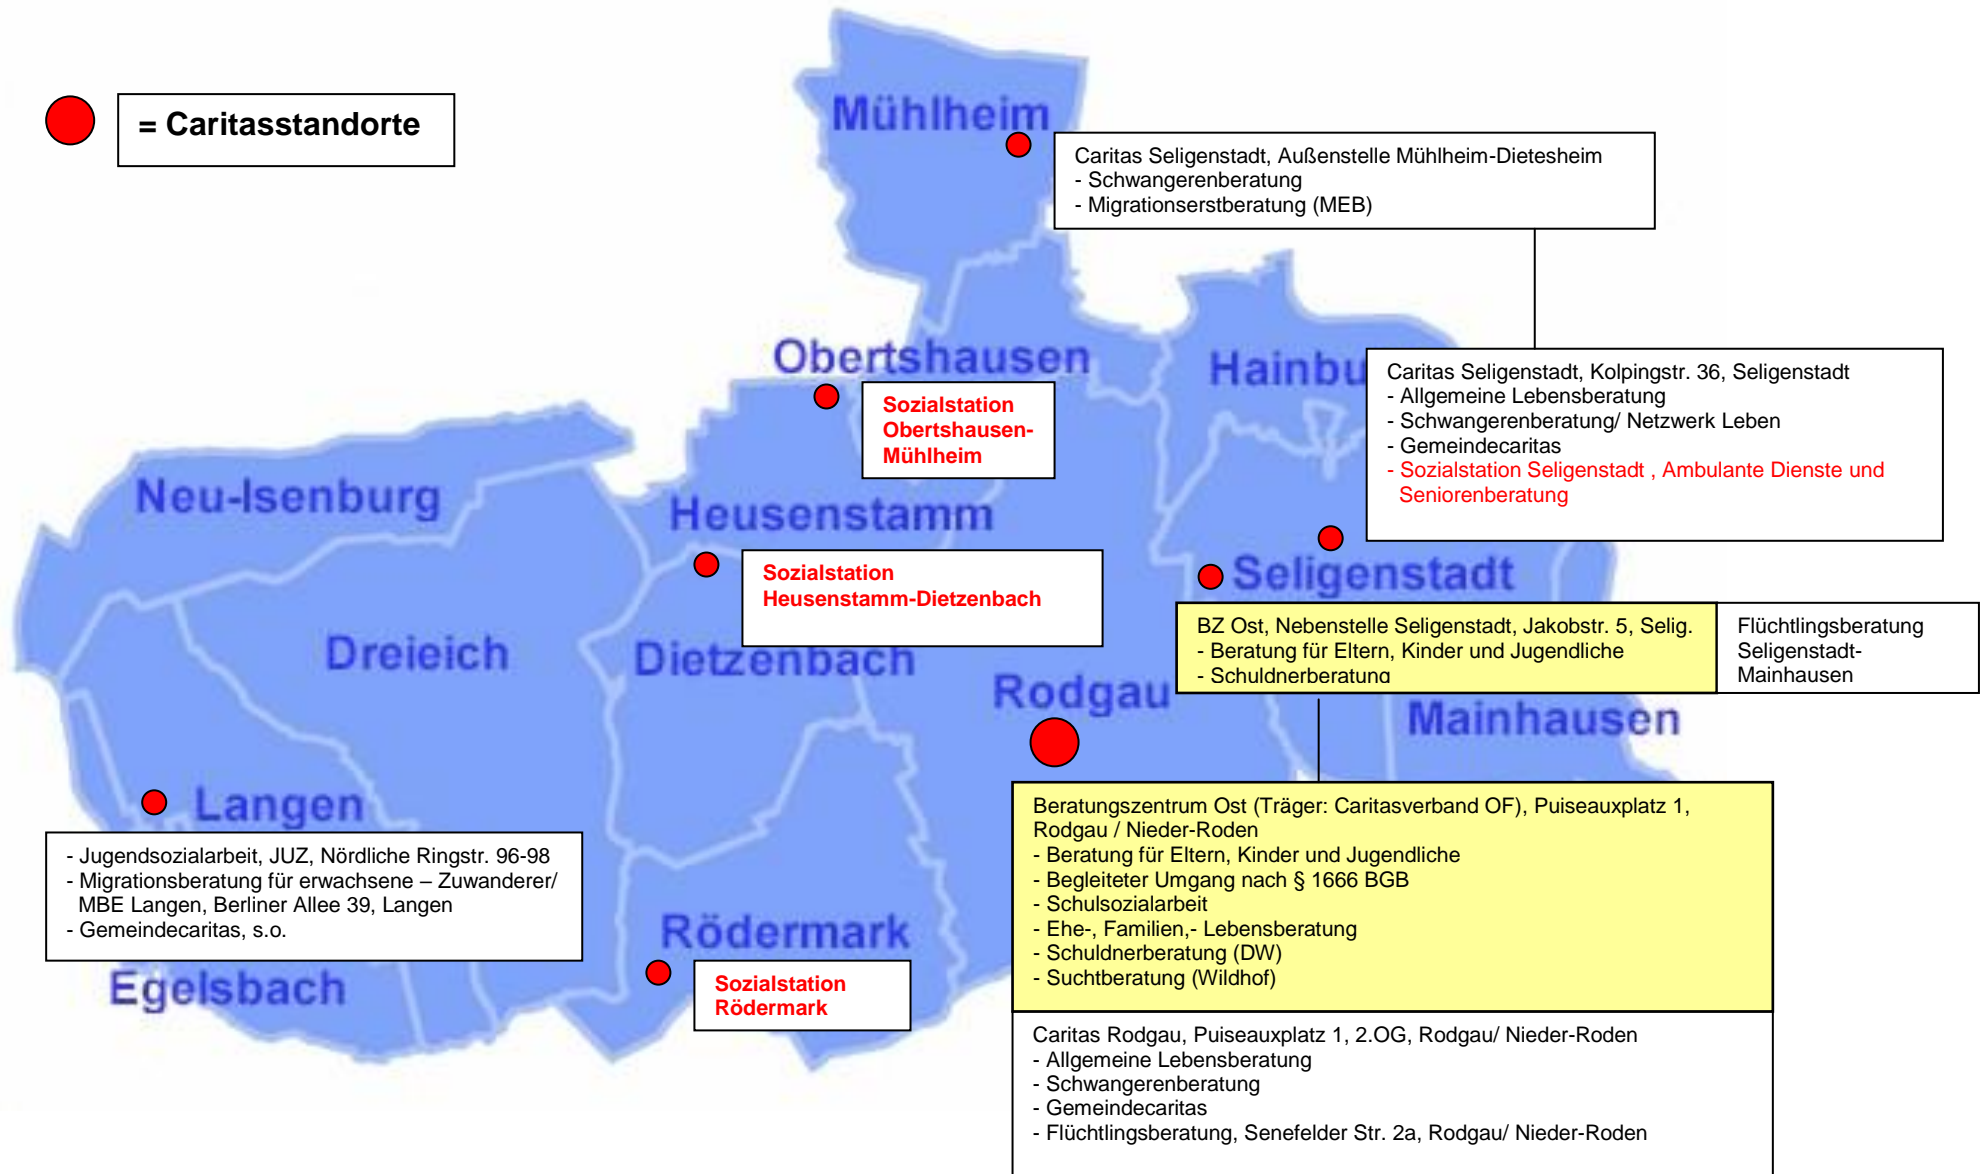 = Caritasstandorte
Mühlheim
Caritas Seligenstadt, Außenstelle Mühlheim-Dietesheim
- Schwangerenberatung
- Migrationserstberatung (MEB)
Obertshausen
Hainbu
Caritas Seligenstadt, Kolpingstr. 36, Seligenstadt
- Allgemeine Lebensberatung
- Schwangerenberatung/ Netzwerk Leben
- Gemeindecaritas
- Sozialstation Seligenstadt , Ambulante Dienste und
Seniorenberatung
Sozialstation
Obertshausen-
Mühlheim
Neu-Isenburg
Heusenstamm
Sozialstation
Heusenstamm-Dietzenbach
Seligenstadt
BZ Ost, Nebenstelle Seligenstadt, Jakobstr. 5, Selig.
- Beratung für Eltern, Kinder und Jugendliche
- Schuldnerberatung
Flüchtlingsberatung
Seligenstadt-
Mainhausen
Dreieich
Dietzenbach
Rodgau
Mainhausen
Langen
- Jugendsozialarbeit, JUZ, Nördliche Ringstr. 96-98
- Migrationsberatung für erwachsene – Zuwanderer/
MBE Langen, Berliner Allee 39, Langen
- Gemeindecaritas, s.o.
Egelsbach
Rödermark
Sozialstation
Rödermark
Beratungszentrum Ost (Träger: Caritasverband OF), Puiseauxplatz 1,
Rodgau / Nieder-Roden
- Beratung für Eltern, Kinder und Jugendliche
- Begleiteter Umgang nach § 1666 BGB
- Schulsozialarbeit
- Ehe-, Familien,- Lebensberatung
- Schuldnerberatung (DW)
- Suchtberatung (Wildhof)
Caritas Rodgau, Puiseauxplatz 1, 2.OG, Rodgau/ Nieder-Roden
- Allgemeine Lebensberatung
- Schwangerenberatung
- Gemeindecaritas
- Flüchtlingsberatung, Senefelder Str. 2a, Rodgau/ Nieder-Roden